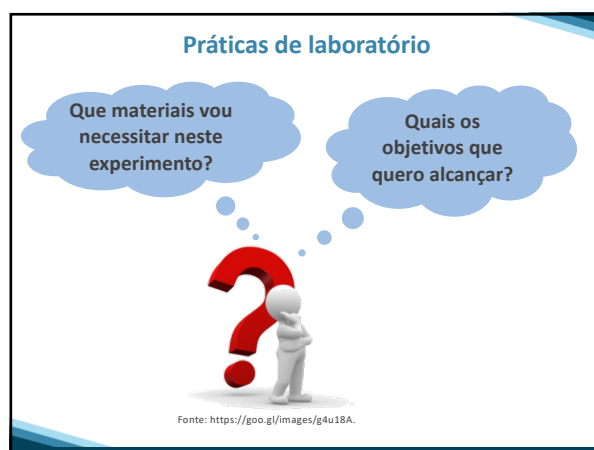 Práticas de laboratório
Que materiais vou
necessitar neste
experimento?
Quais os
objetivos que
quero alcançar?
Fonte: https://goo.gl/images/g4u18A.